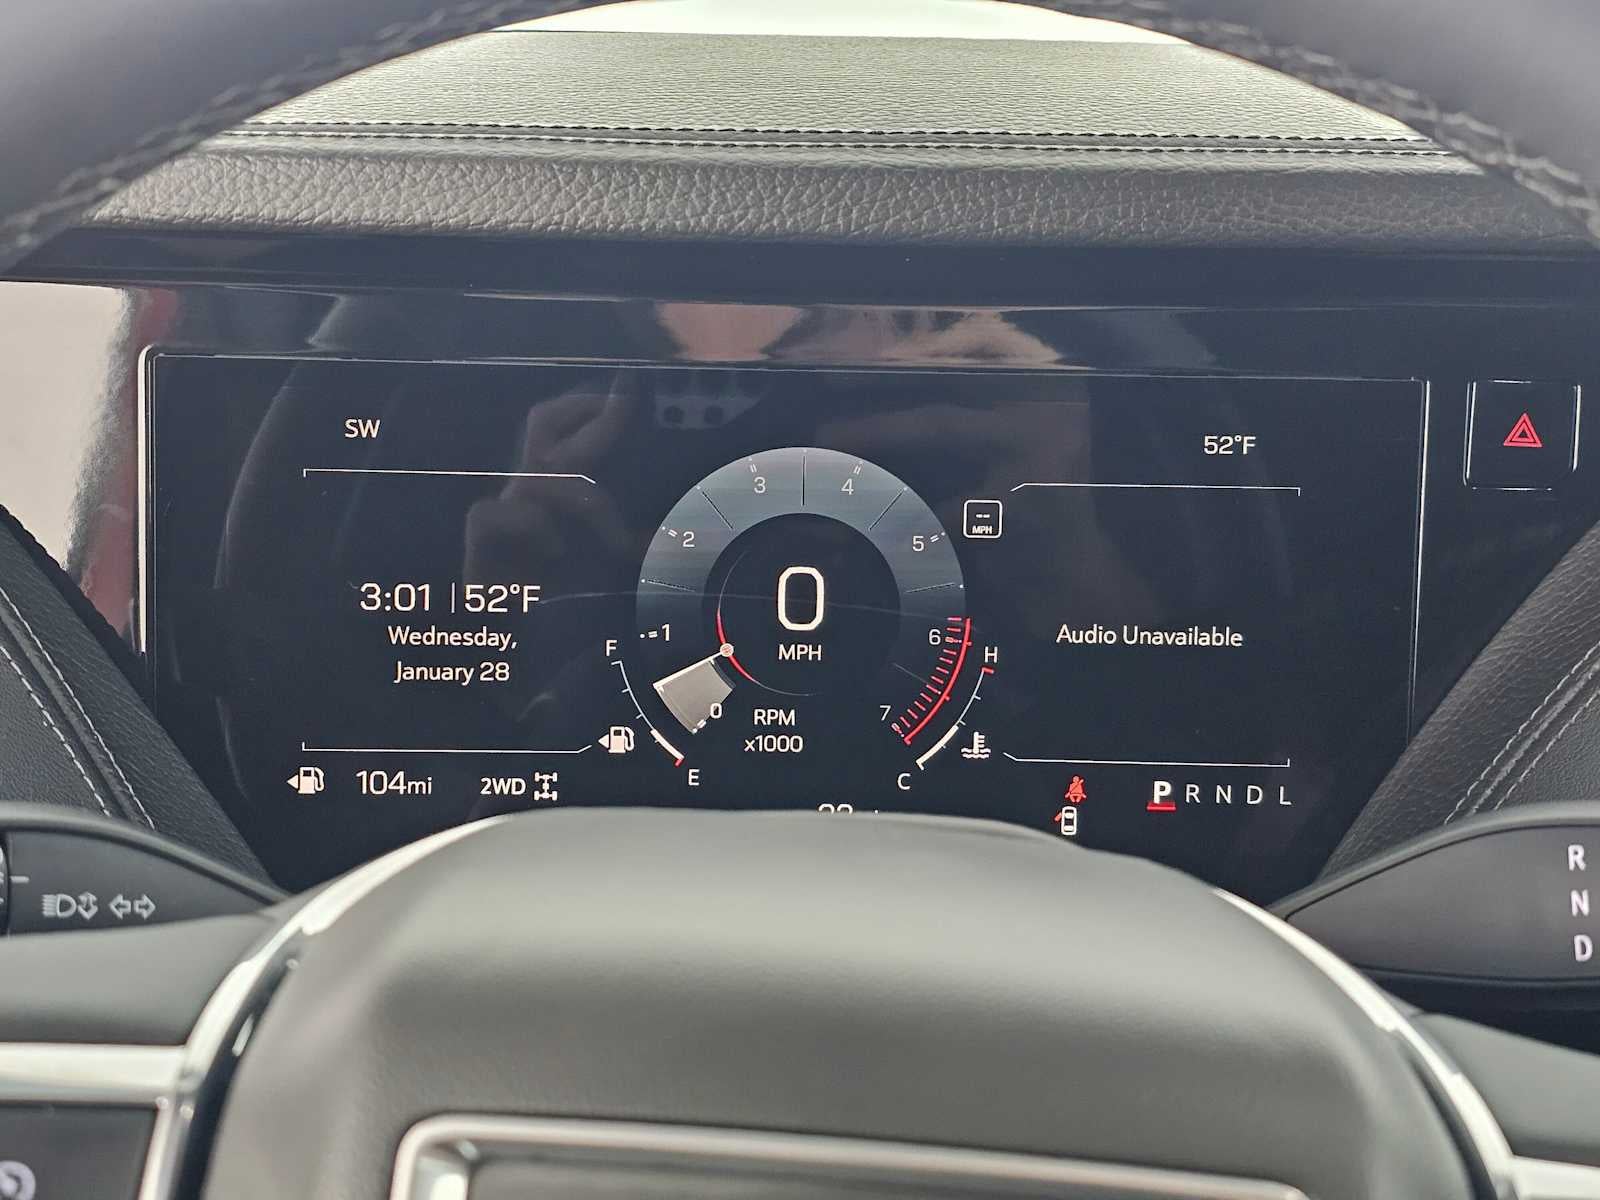 SW
52°F
3
4
2
5
-- MPH
3:01 | 52°F
0
Wednesday,
1
6
Audio Unavailable
MPH
F
H
January 28
0
RPM
7
x1000
E
C
104mi
2WD
P R N D L
R
N
D